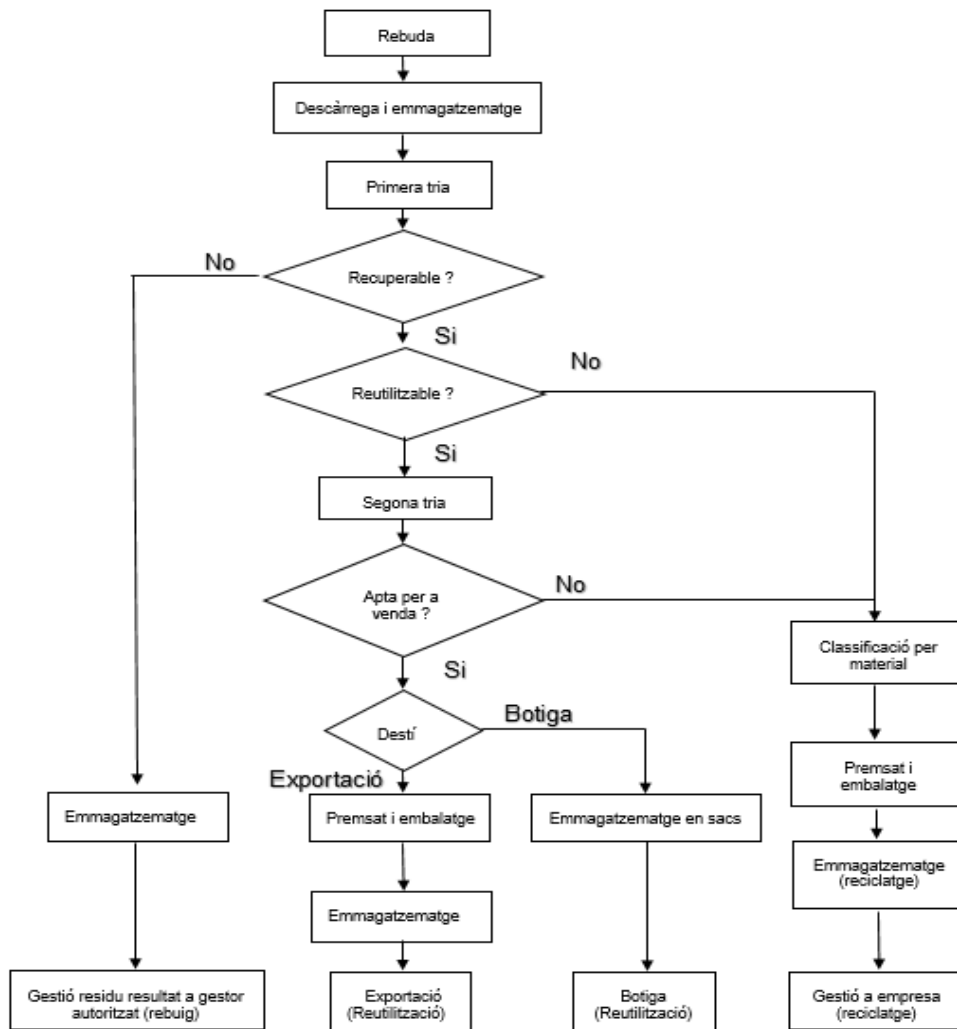 Rebuda
Descàrrega i emmagatzematge
Primera tria
No
Recuperable ?
Si
No
Reutilitzable ?
Si
Segona tria
No
Apta per a
venda ?
Classificació per
material
Si
Botiga
Destí
Exportació
Premsat i
embalatge
Emmagatzematge
Premsat i embalatge
Emmagatzematge en sacs
Emmagatzematge
(reciclatge)
Emmagatzematge
Gestió residu resultat a gestor
autoritzat (rebuig)
Exportació
(Reutilització)
Botiga
(Reutilització)
Gestió a empresa
(reciclatge)